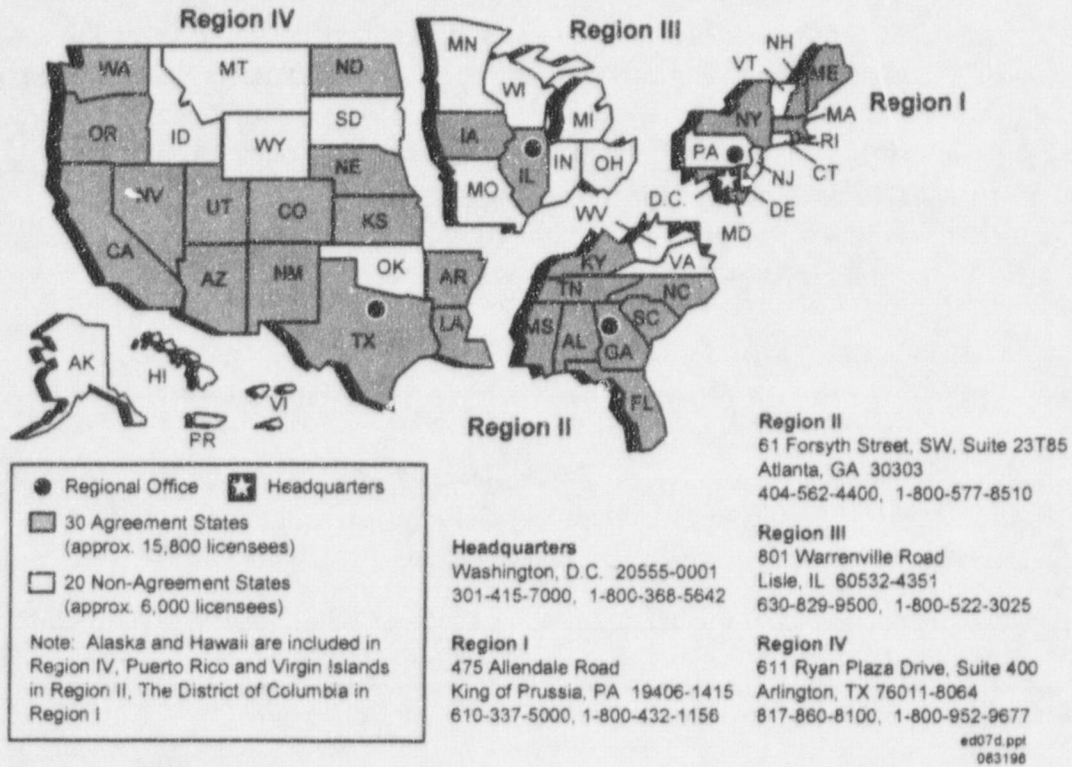 Region IV
Region III
Region I
WA
MT
ND
OR
ID
SD
WY
NE
NV
UT
CO
KS
CA
AZ
NM
OK
AR
TX
LA
AK
HI
VI
PR
MN
WI
MI
IA
IL
IN
OH
MO
NH
VT
ME
NY
MA
RI
CT
PA
NJ
DE
D.C.
MD
WV
VA
KY
TN
NC
SC
MS
AL
GA
FL
Region II
Regional Office
Headquarters
30 Agreement States
(approx. 15,800 licensees)
20 Non-Agreement States
(approx. 6,000 licensees)
Note: Alaska and Hawaii are included in
Region IV, Puerto Rico and Virgin Islands
in Region II, The District of Columbia in
Region I
Headquarters
Washington, D.C. 20555-0001
301-415-7000, 1-800-368-5642
Region I
475 Allendale Road
King of Prussia, PA 19406-1415
610-337-5000, 1-800-432-1156
Region II
61 Forsyth Street, SW, Suite 23T85
Atlanta, GA 30303
404-562-4400, 1-800-577-8510
Region III
801 Warrenville Road
Lisle, IL 60532-4351
630-829-9500, 1-800-522-3025
Region IV
611 Ryan Plaza Drive, Suite 400
Arlington, TX 76011-8064
817-860-8100, 1-800-952-9677
ed07d.ppt
083198